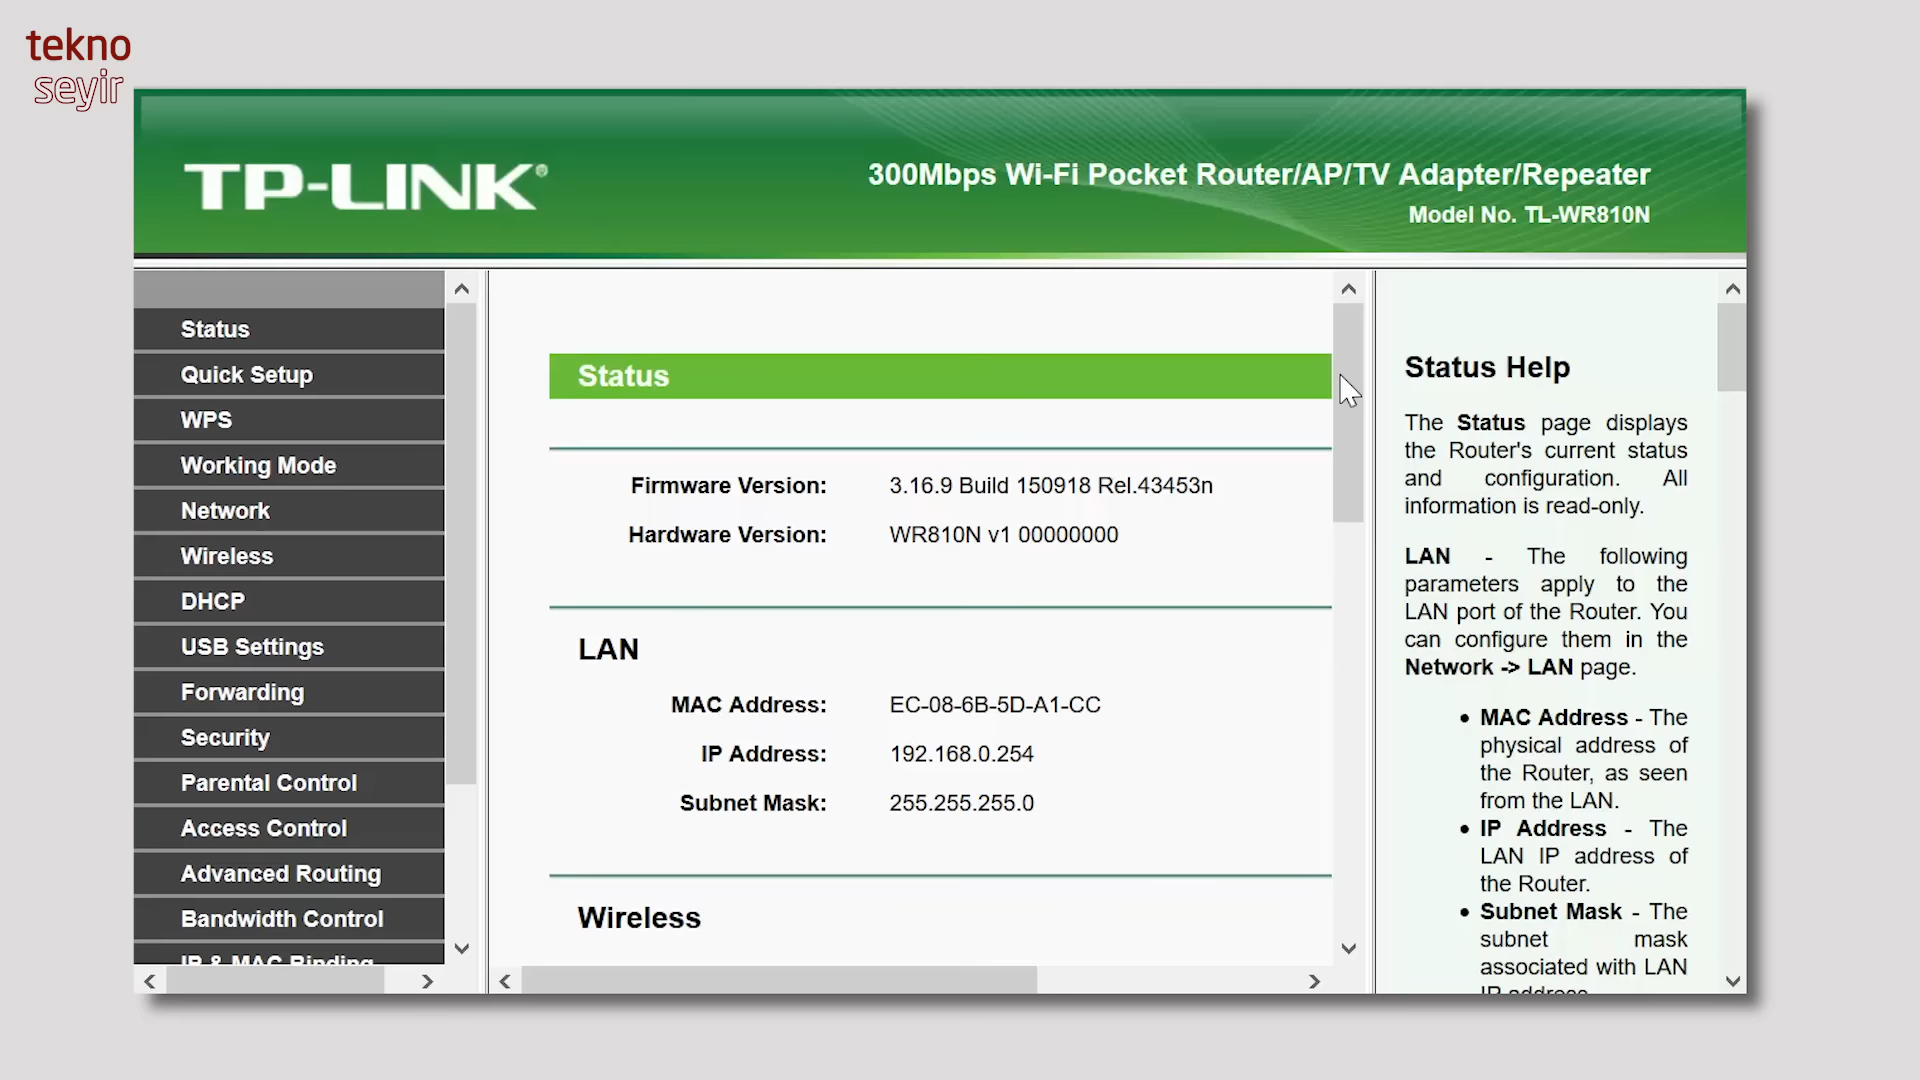 tekno
seyir
TP-LINK®
300Mbps Wi-Fi Pocket Router/AP/TV Adapter/Repeater
Model No. TL-WR810N
Status
Quick Setup
WPS
Working Mode
Network
Wireless
DHCP
USB Settings
Forwarding
Security
Parental Control
Access Control
Advanced Routing
Bandwidth Control
IP & MAC Binding
Status
Firmware Version: 3.16.9 Build 150918 Rel.43453n
Hardware Version: WR810N v1 00000000
LAN
MAC Address: EC-08-6B-5D-A1-CC
IP Address: 192.168.0.254
Subnet Mask: 255.255.255.0
Wireless
Status Help
The Status page displays
the Router's current status
and configuration. All
information is read-only.
LAN - The following
parameters apply to the
LAN port of the Router. You
can configure them in the
Network -> LAN page.
• MAC Address - The
physical address of
the Router, as seen
from the LAN.
• IP Address - The
LAN IP address of
the Router.
• Subnet Mask - The
subnet mask
associated with LAN
IP address